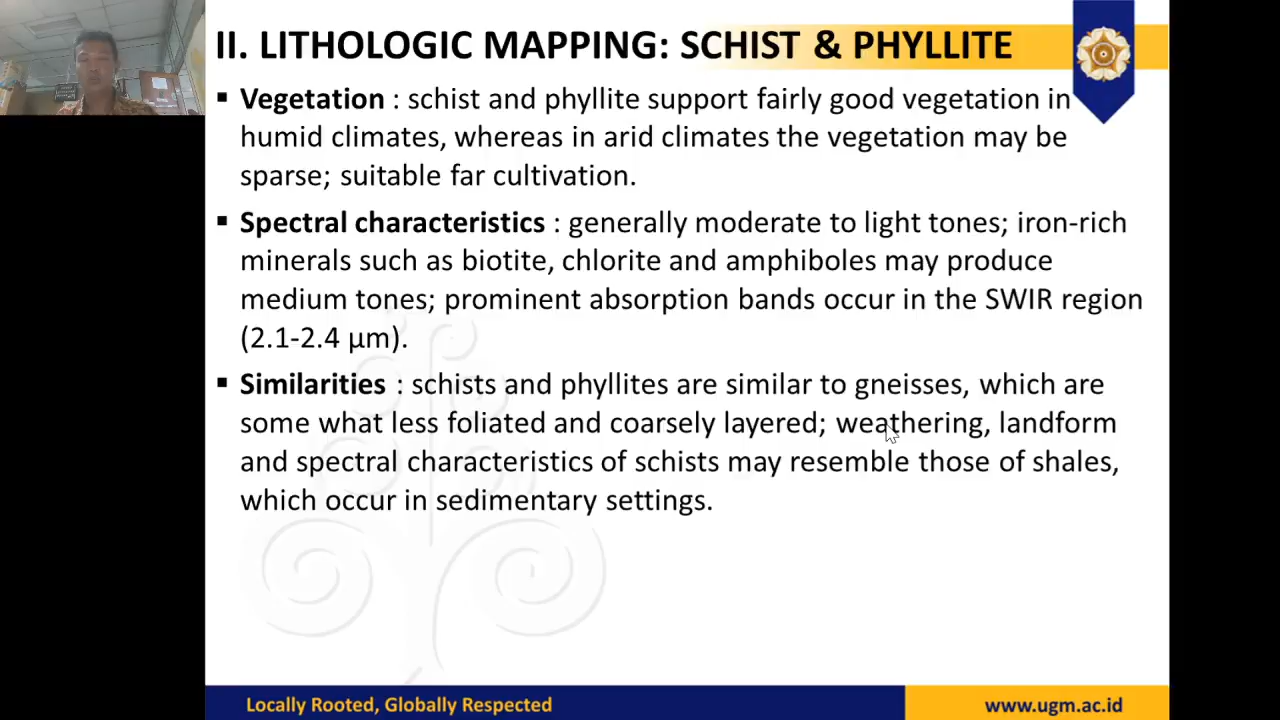 II. LITHOLOGIC MAPPING: SCHIST & PHYLLITE
▪ Vegetation : schist and phyllite support fairly good vegetation in
humid climates, whereas in arid climates the vegetation may be
sparse; suitable far cultivation.
▪ Spectral characteristics : generally moderate to light tones; iron-rich
minerals such as biotite, chlorite and amphiboles may produce
medium tones; prominent absorption bands occur in the SWIR region
(2.1-2.4 µm).
▪ Similarities : schists and phyllites are similar to gneisses, which are
some what less foliated and coarsely layered; weathering, landform
and spectral characteristics of schists may resemble those of shales,
which occur in sedimentary settings.
Locally Rooted, Globally Respected
www.ugm.ac.id